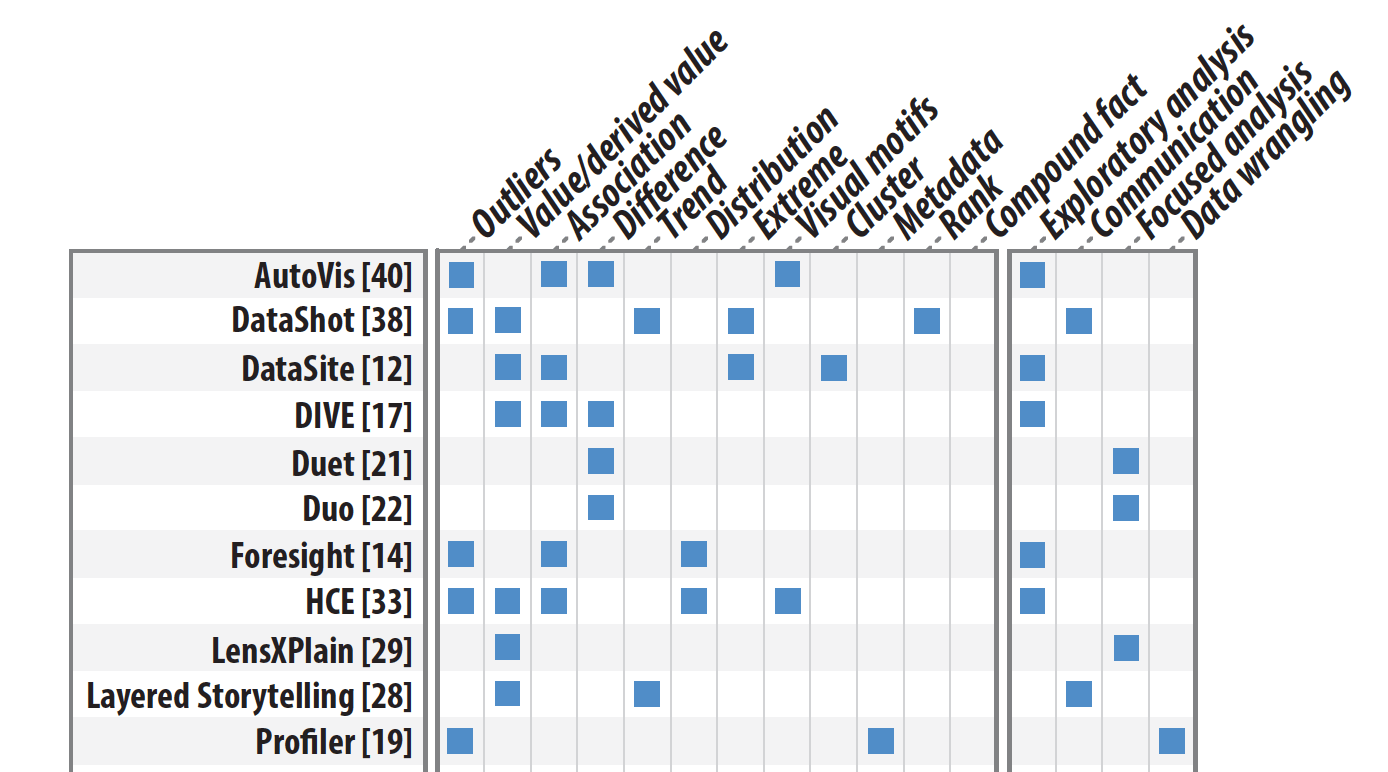 Outliers
Value/derived value
Association
Difference
Trend
Distribution
Extreme
Visual motifs
Cluster
Metadata
Rank
Compound fact
Exploratory analysis
Communication
Focused analysis
Data wrangling
AutoVis [40]
DataShot [38]
DataSite [12]
DIVE [17]
Duet [21]
Duo [22]
Foresight [14]
HCE [33]
LensXPlain [29]
Layered Storytelling [28]
Profiler [19]